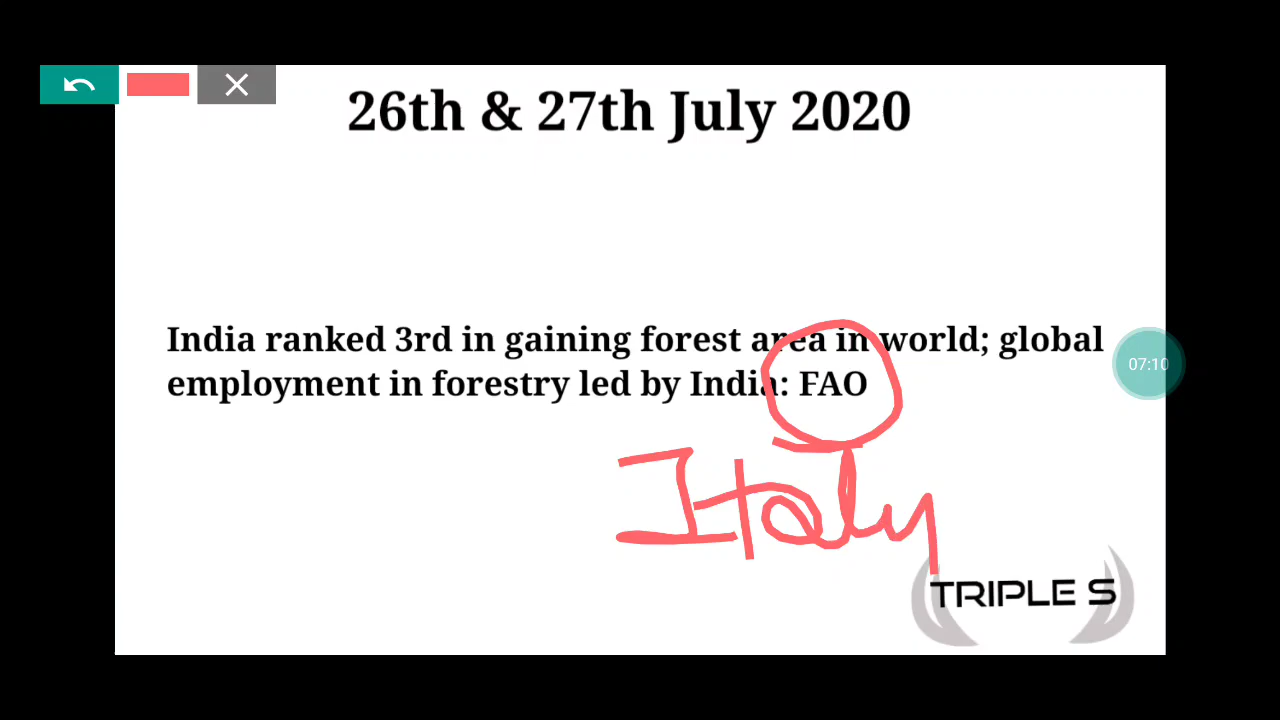 26th & 27th July 2020
India ranked 3rd in gaining forest area in world; global
employment in forestry led by India: FAO
07:10
Italy
TRIPLE S